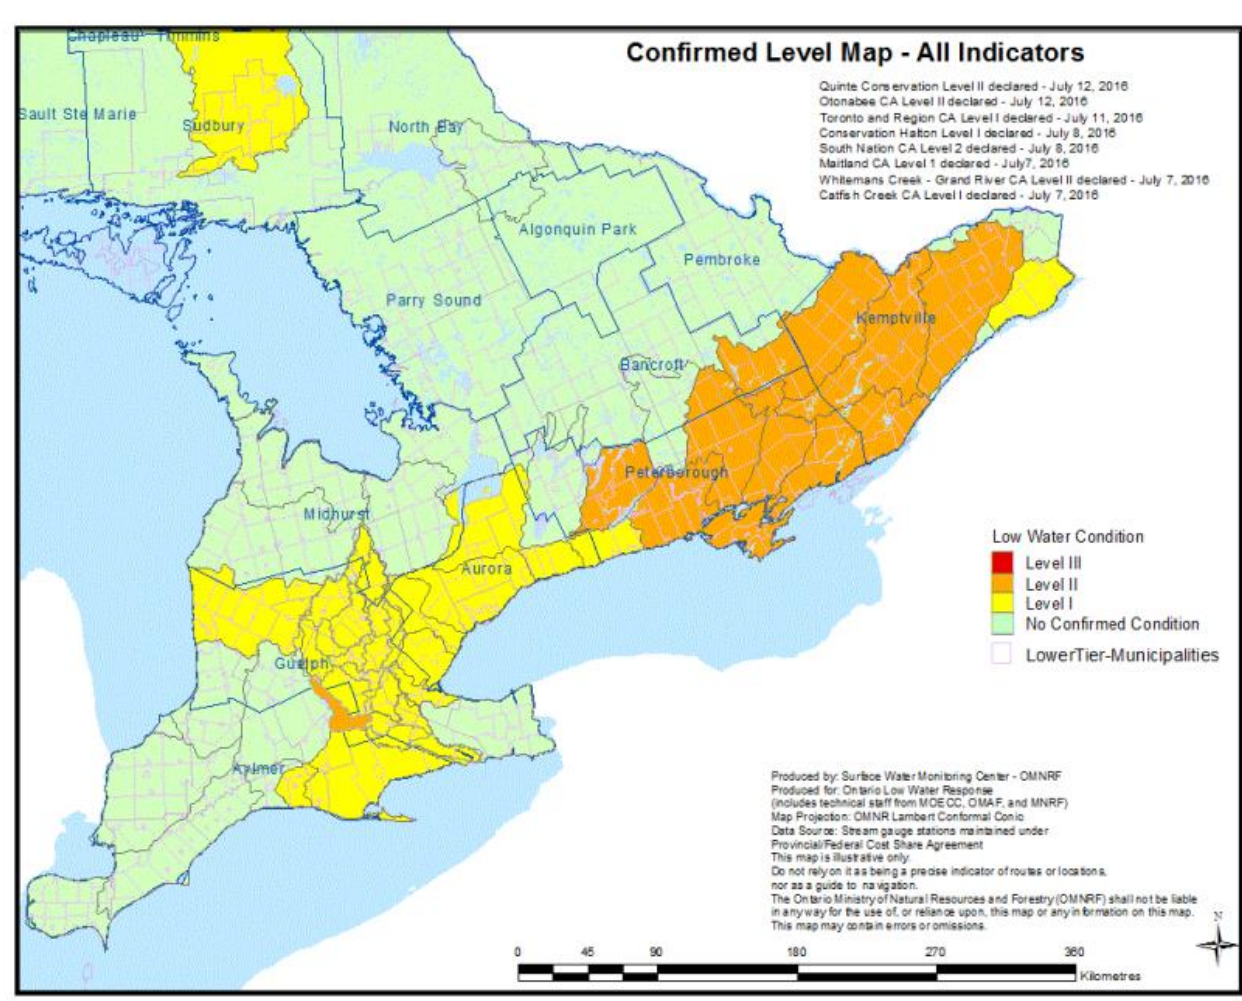 Confirmed Level Map - All Indicators
Quinte Conservation Level II declared - July 12, 2016
Otonabee CA Level II declared - July 12, 2016
Toronto and Region CA Level I declared - July 11, 2016
Conservation Halton Level I declared - July 8, 2016
South Nation CA Level 2 declared - July 8, 2016
Maitland CA Level 1 declared - July7, 2016
Whitemans Creek - Grand River CA Level II declared - July 7, 2016
Catfish Creek CA Level I declared - July 7, 2016
Chapleau Timmins
Sault Ste Marie
Sudbury
North Bay
Algonquin Park
Pembroke
Parry Sound
Kemptville
Bancroft
Peterborough
Midhurst
Aurora
Guelph
Aylmer
Low Water Condition
Level III
Level II
Level I
No Confirmed Condition
LowerTier-Municipalities
Produced by: Surface Water Monitoring Center - OMNRF
Produced for: Ontario Low Water Response
(includes technical staff from MOECC, OMAF, and MNRF)
Map Projection: OMNR Lambert Conformal Conic
Data Source: Stream gauge stations maintained under
Provincial/Federal Cost Share Agreement
This map is illustrative only.
Do not rely on it as being a precise indicator of routes or locations,
nor as a guide to navigation.
The Ontario Ministry of Natural Resources and Forestry (OMNRF) shall not be liable
in any way for the use of, or reliance upon, this map or any information on this map.
This map may contain errors or omissions.
N
0 45 90 180 270 360
Kilometres